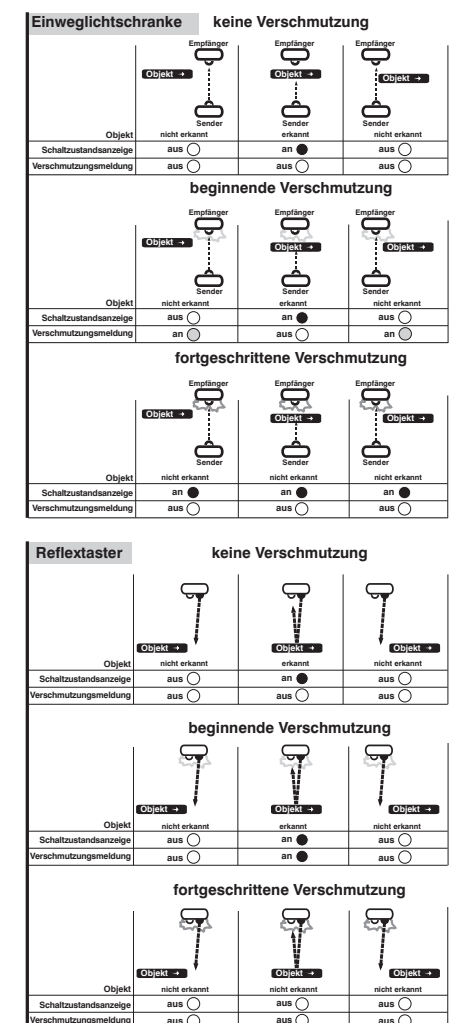 Einweglichtschranke keine Verschmutzung
Empfänger Empfänger Empfänger
Objekt → Objekt → Objekt →
Sender Sender Sender
Objekt nicht erkannt erkannt nicht erkannt
Schaltzustandsanzeige aus an aus
Verschmutzungsmeldung aus aus aus
beginnende Verschmutzung
Empfänger Empfänger Empfänger
Objekt → Objekt → Objekt →
Sender Sender Sender
Objekt nicht erkannt erkannt nicht erkannt
Schaltzustandsanzeige aus an aus
Verschmutzungsmeldung an aus an
fortgeschrittene Verschmutzung
Empfänger Empfänger Empfänger
Objekt → Objekt → Objekt →
Sender Sender Sender
Objekt nicht erkannt nicht erkannt nicht erkannt
Schaltzustandsanzeige an an an
Verschmutzungsmeldung aus aus aus
Reflextaster keine Verschmutzung
Objekt → Objekt → Objekt →
Objekt nicht erkannt erkannt nicht erkannt
Schaltzustandsanzeige aus an aus
Verschmutzungsmeldung aus aus aus
beginnende Verschmutzung
Objekt → Objekt → Objekt →
Objekt nicht erkannt erkannt nicht erkannt
Schaltzustandsanzeige aus an aus
Verschmutzungsmeldung aus an aus
fortgeschrittene Verschmutzung
Objekt → Objekt → Objekt →
Objekt nicht erkannt nicht erkannt nicht erkannt
Schaltzustandsanzeige aus aus aus
Verschmutzungsmeldung aus aus aus